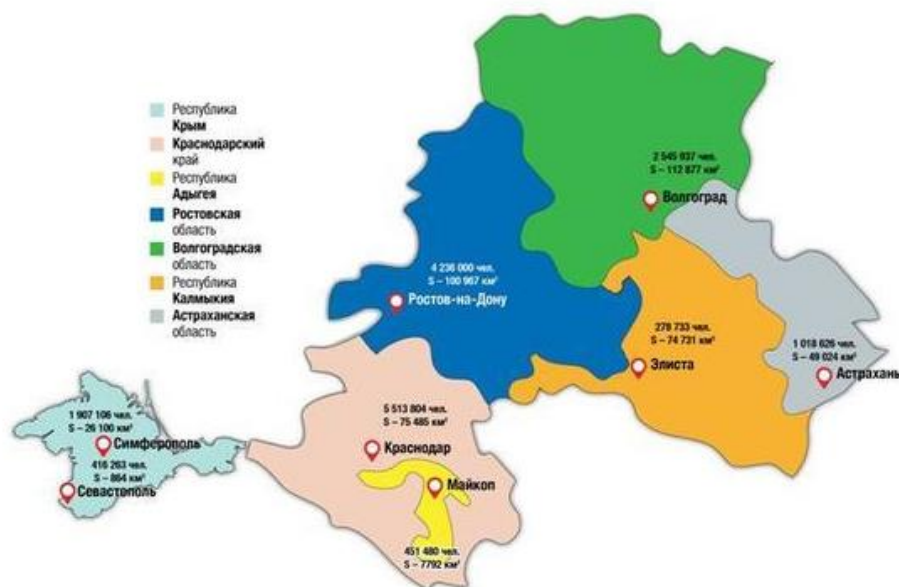 Республика
Крым
Краснодарский
край
Республика
Адыгея
Ростовская
область
Волгоградская
область
Республика
Калмыкия
Астраханская
область
2 545 937 чел.
S – 112 877 км²
Волгоград
4 236 000 чел.
S – 100 967 км²
Ростов-на-Дону
278 733 чел.
S – 74 731 км²
Элиста
1 018 626 чел.
S – 49 024 км²
Астрахань
1 907 106 чел.
S – 26 100 км²
Симферополь
416 263 чел.
S – 864 км²
Севастополь
5 513 804 чел.
S – 75 485 км²
Краснодар
Майкоп
451 480 чел.
S – 7792 км²